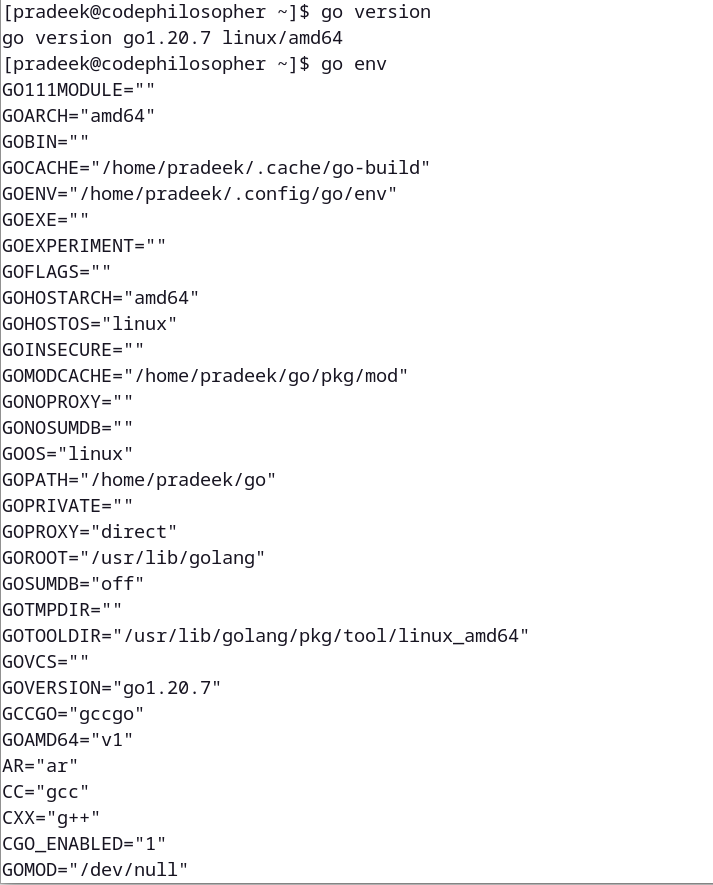 [pradeek@codephilosopher ~]$ go version
go version go1.20.7 linux/amd64
[pradeek@codephilosopher ~]$ go env
GO111MODULE=""
GOARCH="amd64"
GOBIN=""
GOCACHE="/home/pradeek/.cache/go-build"
GOENV="/home/pradeek/.config/go/env"
GOEXE=""
GOEXPERIMENT=""
GOFLAGS=""
GOHOSTARCH="amd64"
GOHOSTOS="linux"
GOINSECURE=""
GOMODCACHE="/home/pradeek/go/pkg/mod"
GONOPROXY=""
GONOSUMDB=""
GOOS="linux"
GOPATH="/home/pradeek/go"
GOPRIVATE=""
GOPROXY="direct"
GOROOT="/usr/lib/golang"
GOSUMDB="off"
GOTMPDIR=""
GOTOOLDIR="/usr/lib/golang/pkg/tool/linux_amd64"
GOVCS=""
GOVERSION="go1.20.7"
GCCGO="gccgo"
GOAMD64="v1"
AR="ar"
CC="gcc"
CXX="g++"
CGO_ENABLED="1"
GOMOD="/dev/null"